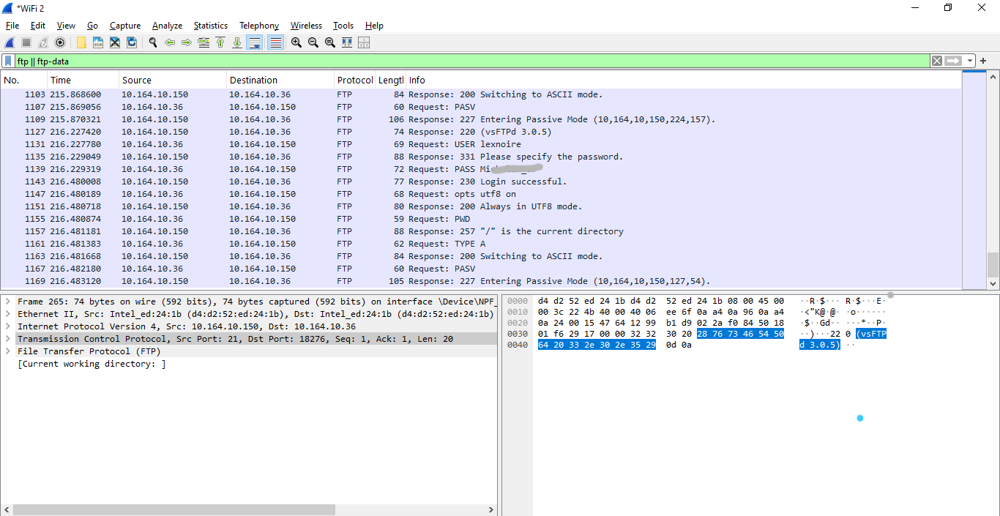 *WiFi 2
File Edit View Go Capture Analyze Statistics Telephony Wireless Tools Help
ftp || ftp-data
No. Time Source Destination Protocol Lengtl Info
1103 215.868600 10.164.10.150 10.164.10.36 FTP 84 Response: 200 Switching to ASCII mode.
1107 215.869056 10.164.10.36 10.164.10.150 FTP 60 Request: PASV
1109 215.870321 10.164.10.150 10.164.10.36 FTP 106 Response: 227 Entering Passive Mode (10,164,10,150,224,157).
1127 216.227420 10.164.10.150 10.164.10.36 FTP 74 Response: 220 (vsFTPd 3.0.5)
1131 216.227780 10.164.10.36 10.164.10.150 FTP 69 Request: USER lexnoire
1135 216.229049 10.164.10.150 10.164.10.36 FTP 88 Response: 331 Please specify the password.
1139 216.229319 10.164.10.36 10.164.10.150 FTP 72 Request: PASS
1143 216.480008 10.164.10.150 10.164.10.36 FTP 77 Response: 230 Login successful.
1147 216.480189 10.164.10.36 10.164.10.150 FTP 68 Request: opts utf8 on
1151 216.480718 10.164.10.150 10.164.10.36 FTP 80 Response: 200 Always in UTF8 mode.
1155 216.480874 10.164.10.36 10.164.10.150 FTP 59 Request: PWD
1157 216.481181 10.164.10.150 10.164.10.36 FTP 88 Response: 257 "/" is the current directory
1161 216.481383 10.164.10.36 10.164.10.150 FTP 62 Request: TYPE A
1163 216.481668 10.164.10.150 10.164.10.36 FTP 84 Response: 200 Switching to ASCII mode.
1167 216.482180 10.164.10.36 10.164.10.150 FTP 60 Request: PASV
1169 216.483120 10.164.10.150 10.164.10.36 FTP 105 Response: 227 Entering Passive Mode (10,164,10,150,127,54).
Frame 265: 74 bytes on wire (592 bits), 74 bytes captured (592 bits) on interface \Device\NPF_
Ethernet II, Src: Intel_ed:24:1b (d4:d2:52:ed:24:1b), Dst: Intel_ed:24:1b (d4:d2:52:ed:24:1b)
Internet Protocol Version 4, Src: 10.164.10.150, Dst: 10.164.10.36
Transmission Control Protocol, Src Port: 21, Dst Port: 18276, Seq: 1, Ack: 1, Len: 20
File Transfer Protocol (FTP)
[Current working directory: ]
0000 d4 d2 52 ed 24 1b d4 d2 52 ed 24 1b 08 00 45 00 ··R·$··· R·$···E·
0010 00 3c 22 4b 40 00 40 06 ee 6f 0a a4 0a 96 0a a4 ·<"K@·@· ·o······
0020 0a 24 00 15 47 64 12 99 b1 d9 02 2a f0 84 50 18 ·$··Gd·· ···*··P·
0030 01 f6 29 17 00 00 32 32 30 20 28 76 73 46 54 50 ··)···22 0 (vsFTP
0040 64 20 33 2e 30 2e 35 29 0d 0a d 3.0.5) ··